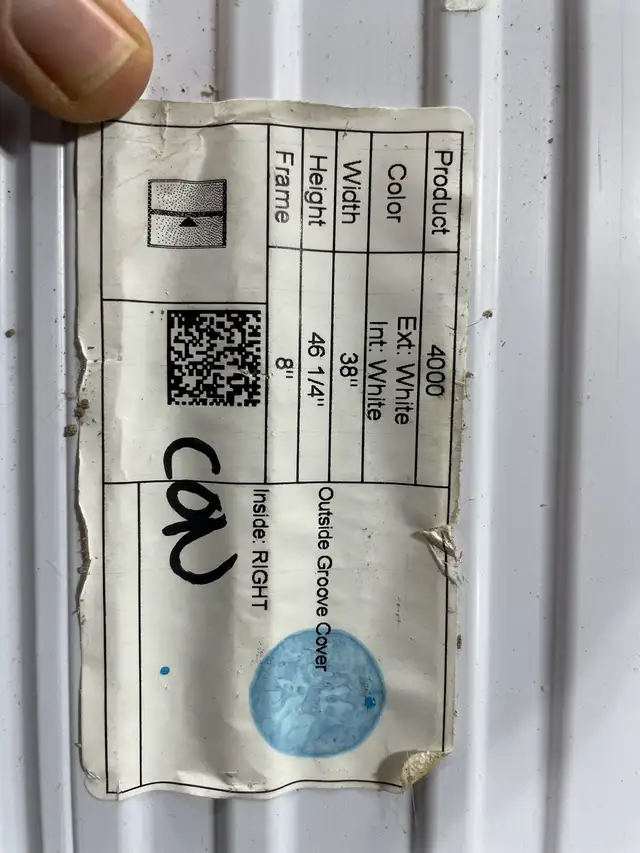 Product 4000
Color Ext: White
Int: White
Width 38"
Height 46 1/4"
Frame 8"
Outside Groove Cover
Inside: RIGHT